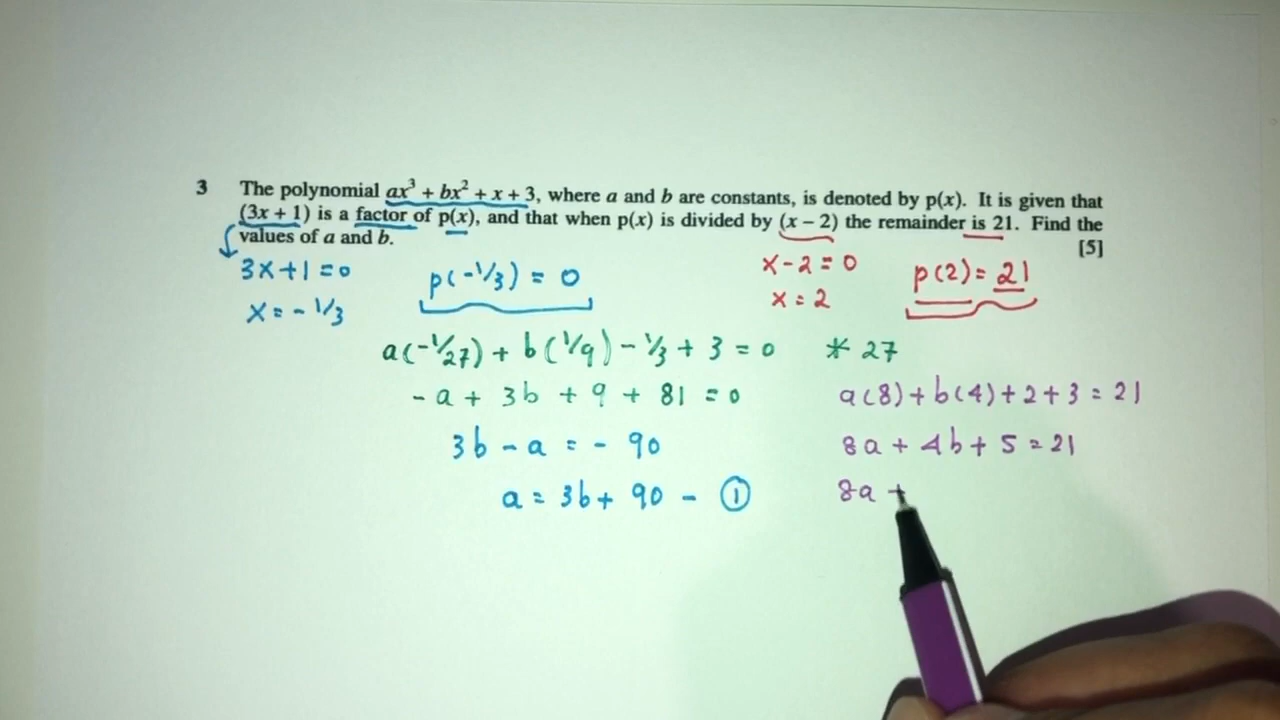 3 The polynomial ax³ + bx² + x + 3, where a and b are constants, is denoted by p(x). It is given that
(3x + 1) is a factor of p(x), and that when p(x) is divided by (x − 2) the remainder is 21. Find the
values of a and b. [5]
3x+1=0
x = -1/3
p(-1/3) = 0
x-2=0
x=2
p(2)=21
a(-1/27) + b(1/9) - 1/3 + 3 = 0 * 27
-a + 3b + 9 + 81 = 0
3b - a = - 90
a = 3b + 90 - ①
a(8)+b(4)+2+3=21
8a + 4b + 5 = 21
8a +